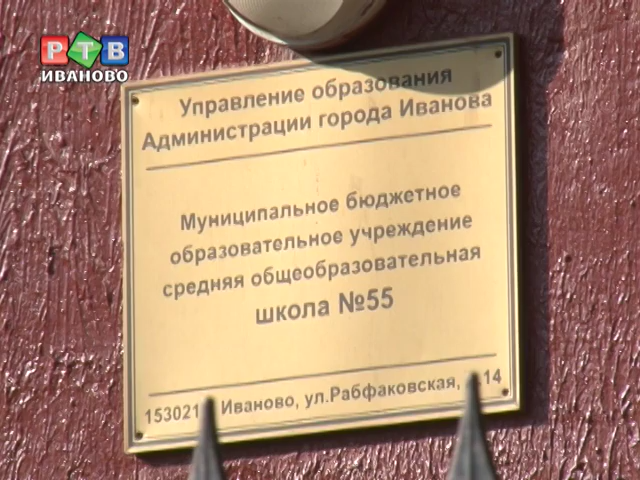 РТВ
ИВАНОВО
Управление образования
Администрации города Иванова
Муниципальное бюджетное
образовательное учреждение
средняя общеобразовательная
школа №55
153021 Иваново, ул.Рабфаковская, 14